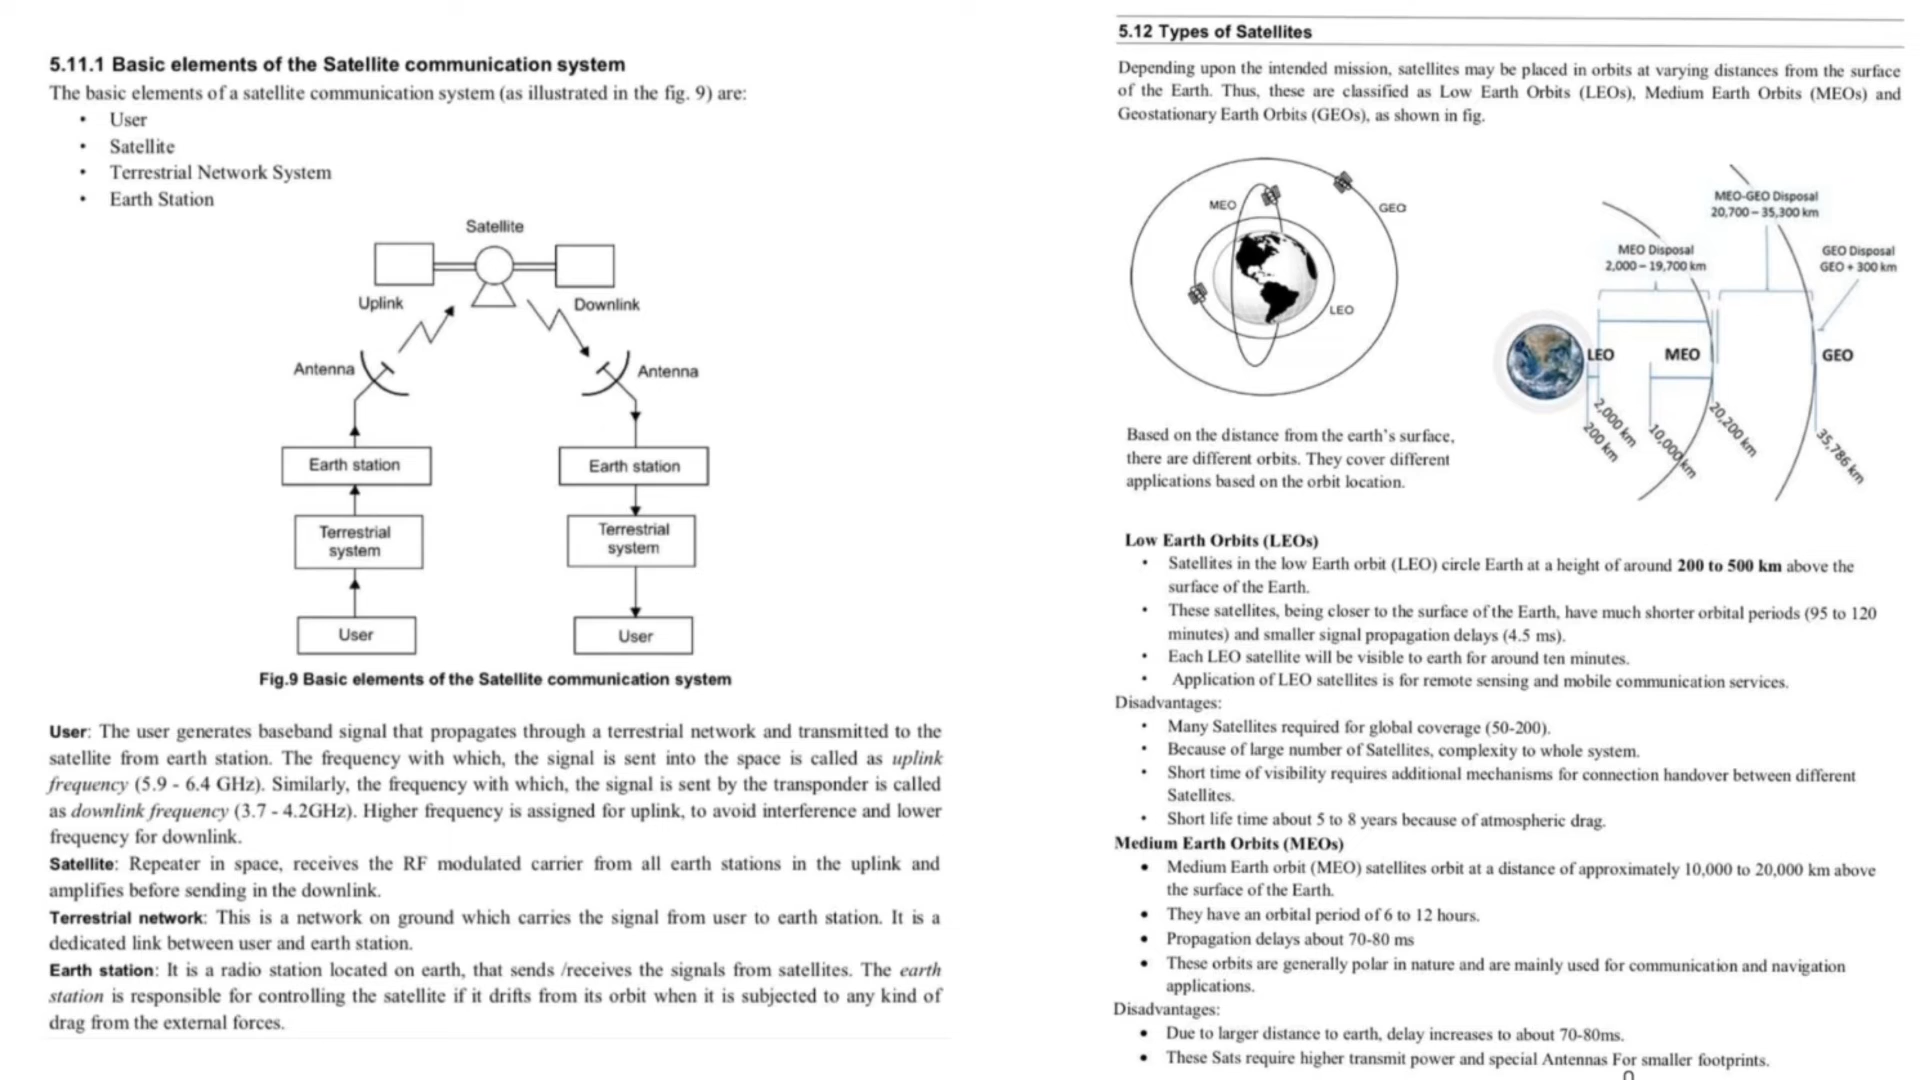 5.11.1 Basic elements of the Satellite communication system
The basic elements of a satellite communication system (as illustrated in the fig. 9) are:
• User
• Satellite
• Terrestrial Network System
• Earth Station
Satellite
Uplink
Downlink
Antenna
Antenna
Earth station
Earth station
Terrestrial
system
Terrestrial
system
User
User
Fig.9 Basic elements of the Satellite communication system
User: The user generates baseband signal that propagates through a terrestrial network and transmitted to the
satellite from earth station. The frequency with which, the signal is sent into the space is called as uplink
frequency (5.9 - 6.4 GHz). Similarly, the frequency with which, the signal is sent by the transponder is called
as downlink frequency (3.7 - 4.2GHz). Higher frequency is assigned for uplink, to avoid interference and lower
frequency for downlink.
Satellite: Repeater in space, receives the RF modulated carrier from all earth stations in the uplink and
amplifies before sending in the downlink.
Terrestrial network: This is a network on ground which carries the signal from user to earth station. It is a
dedicated link between user and earth station.
Earth station: It is a radio station located on earth, that sends /receives the signals from satellites. The earth
station is responsible for controlling the satellite if it drifts from its orbit when it is subjected to any kind of
drag from the external forces.
5.12 Types of Satellites
Depending upon the intended mission, satellites may be placed in orbits at varying distances from the surface
of the Earth. Thus, these are classified as Low Earth Orbits (LEOs), Medium Earth Orbits (MEOs) and
Geostationary Earth Orbits (GEOs), as shown in fig.
MEO
GEO
LEO
MEO-GEO Disposal
20,700 – 35,300 km
MEO Disposal
2,000 – 19,700 km
GEO Disposal
GEO + 300 km
LEO
MEO
GEO
2,000 km
200 km
10,000 km
20,200 km
35,786 km
Based on the distance from the earth's surface,
there are different orbits. They cover different
applications based on the orbit location.
Low Earth Orbits (LEOs)
• Satellites in the low Earth orbit (LEO) circle Earth at a height of around 200 to 500 km above the
surface of the Earth.
• These satellites, being closer to the surface of the Earth, have much shorter orbital periods (95 to 120
minutes) and smaller signal propagation delays (4.5 ms).
• Each LEO satellite will be visible to earth for around ten minutes.
• Application of LEO satellites is for remote sensing and mobile communication services.
Disadvantages:
• Many Satellites required for global coverage (50-200).
• Because of large number of Satellites, complexity to whole system.
• Short time of visibility requires additional mechanisms for connection handover between different
Satellites.
• Short life time about 5 to 8 years because of atmospheric drag.
Medium Earth Orbits (MEOs)
• Medium Earth orbit (MEO) satellites orbit at a distance of approximately 10,000 to 20,000 km above
the surface of the Earth.
• They have an orbital period of 6 to 12 hours.
• Propagation delays about 70-80 ms
• These orbits are generally polar in nature and are mainly used for communication and navigation
applications.
Disadvantages:
• Due to larger distance to earth, delay increases to about 70-80ms.
• These Sats require higher transmit power and special Antennas For smaller footprints.